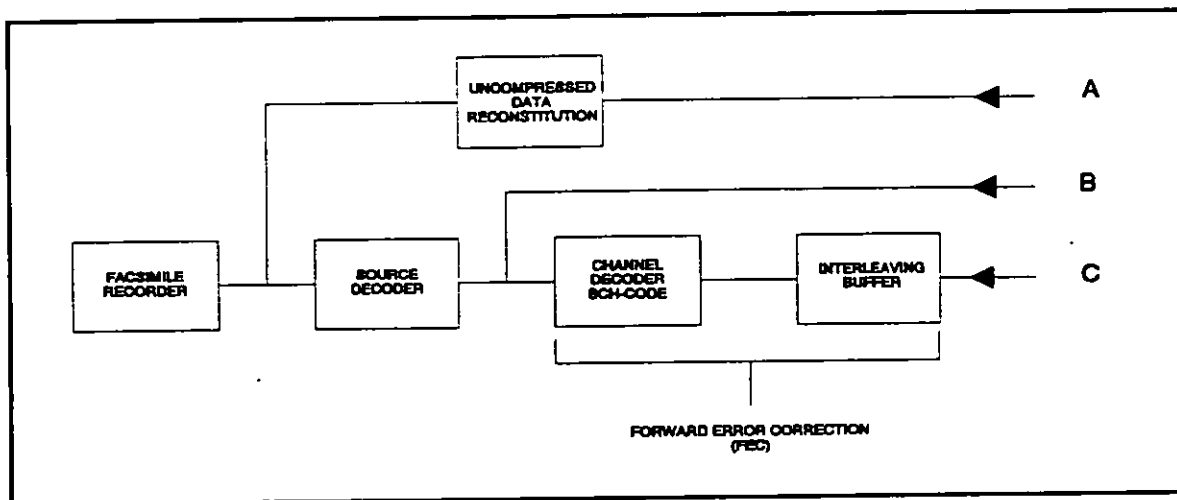 UNCOMPRESSED
DATA
RECONSTITUTION
A
B
FACSIMILE
RECORDER
SOURCE
DECODER
CHANNEL
DECODER
BCH-CODE
INTERLEAVING
BUFFER
C
FORWARD ERROR CORRECTION
(FEC)